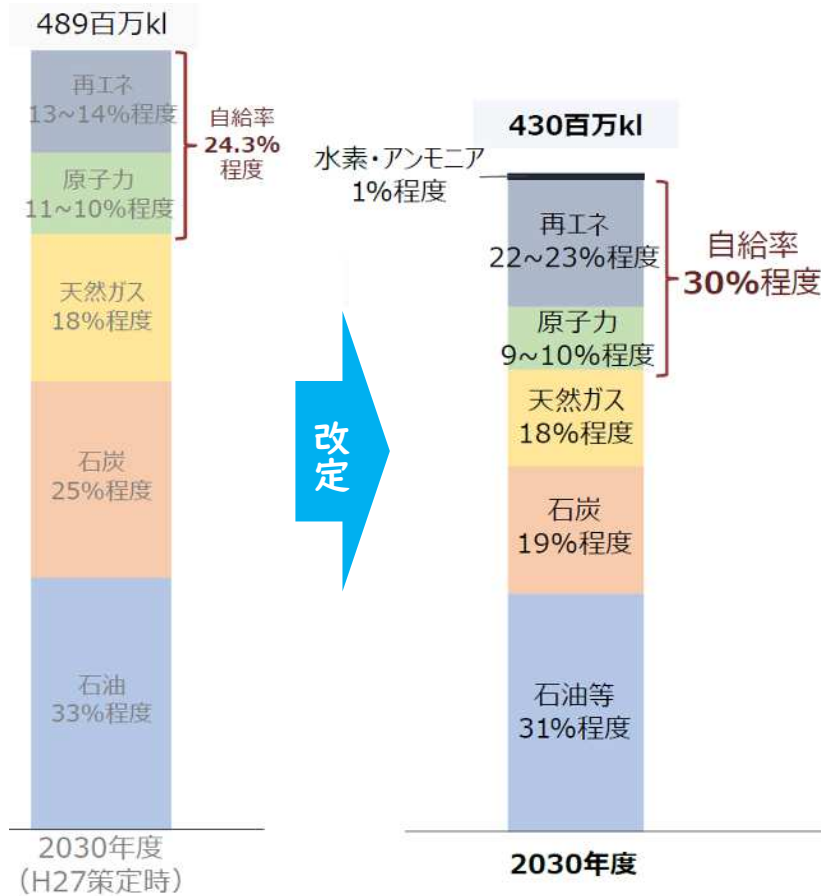 489百万kl
再エネ
13~14%程度
自給率
24.3%
程度
原子力
11~10%程度
天然ガス
18%程度
石炭
25%程度
石油
33%程度
2030年度
(H27策定時)
改定
430百万kl
水素・アンモニア
1%程度
再エネ
22~23%程度
自給率
30%程度
原子力
9~10%程度
天然ガス
18%程度
石炭
19%程度
石油等
31%程度
2030年度